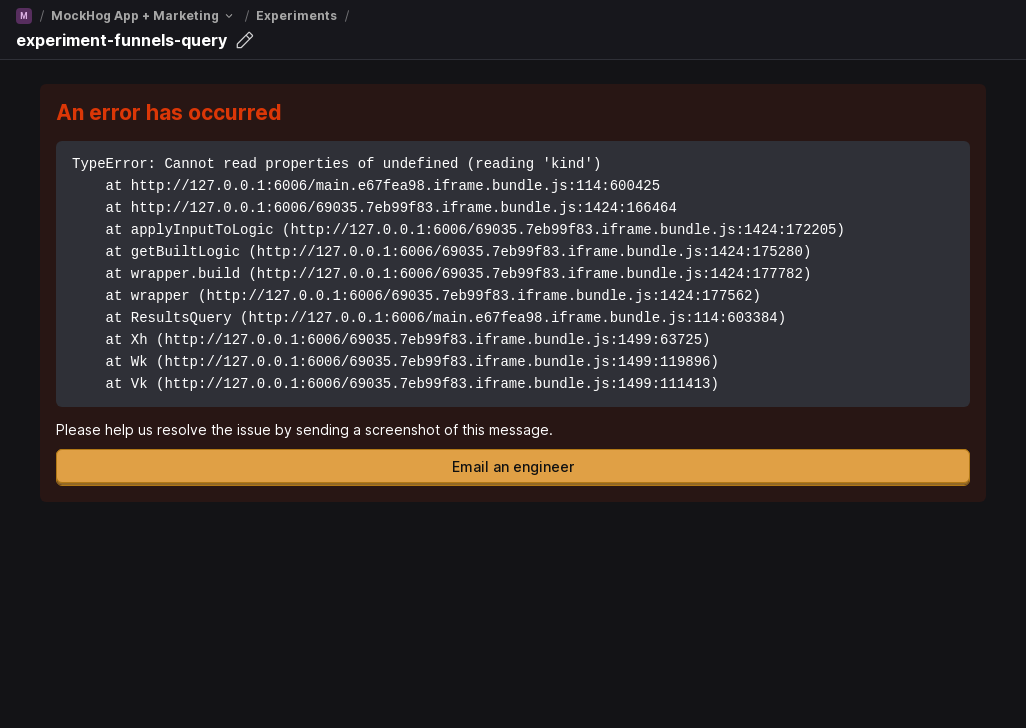 M / MockHog App + Marketing / Experiments /
experiment-funnels-query
An error has occurred
TypeError: Cannot read properties of undefined (reading 'kind')
at http://127.0.0.1:6006/main.e67fea98.iframe.bundle.js:114:600425
at http://127.0.0.1:6006/69035.7eb99f83.iframe.bundle.js:1424:166464
at applyInputToLogic (http://127.0.0.1:6006/69035.7eb99f83.iframe.bundle.js:1424:172205)
at getBuiltLogic (http://127.0.0.1:6006/69035.7eb99f83.iframe.bundle.js:1424:175280)
at wrapper.build (http://127.0.0.1:6006/69035.7eb99f83.iframe.bundle.js:1424:177782)
at wrapper (http://127.0.0.1:6006/69035.7eb99f83.iframe.bundle.js:1424:177562)
at ResultsQuery (http://127.0.0.1:6006/main.e67fea98.iframe.bundle.js:114:603384)
at Xh (http://127.0.0.1:6006/69035.7eb99f83.iframe.bundle.js:1499:63725)
at Wk (http://127.0.0.1:6006/69035.7eb99f83.iframe.bundle.js:1499:119896)
at Vk (http://127.0.0.1:6006/69035.7eb99f83.iframe.bundle.js:1499:111413)
Please help us resolve the issue by sending a screenshot of this message.
Email an engineer